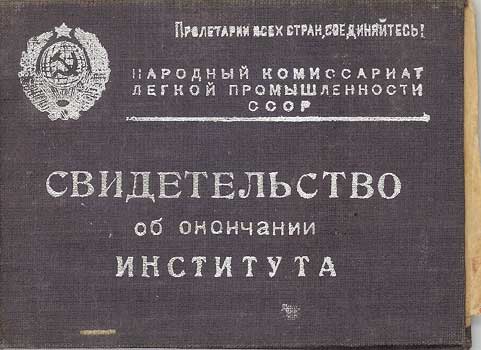 Пролетарии всех стран, соединяйтесь!
НАРОДНЫЙ КОМИССАРИАТ
ЛЕГКОЙ ПРОМЫШЛЕННОСТИ
СССР
СВИДЕТЕЛЬСТВО
об окончании
ИНСТИТУТА